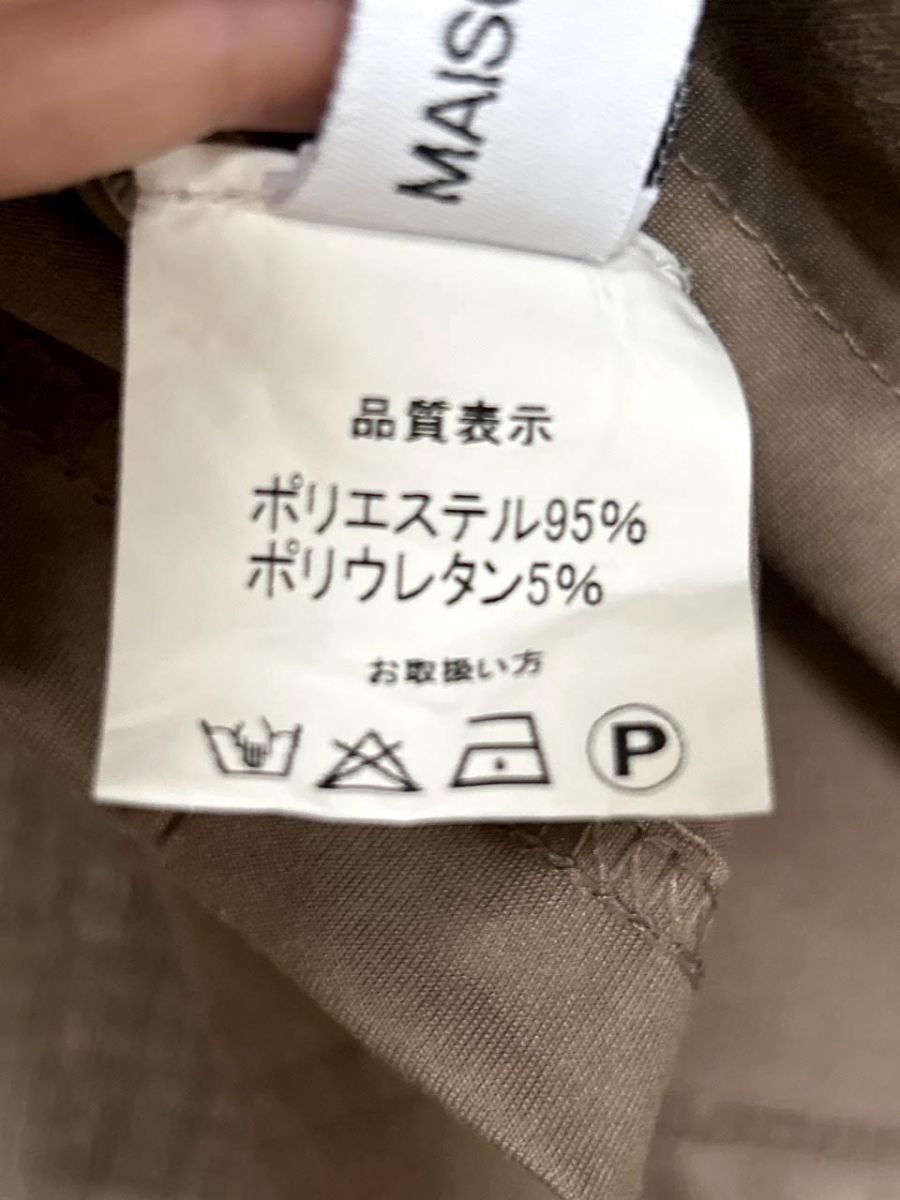 MAISO
品質表示
ポリエステル95%
ポリウレタン5%
お取扱い方
P